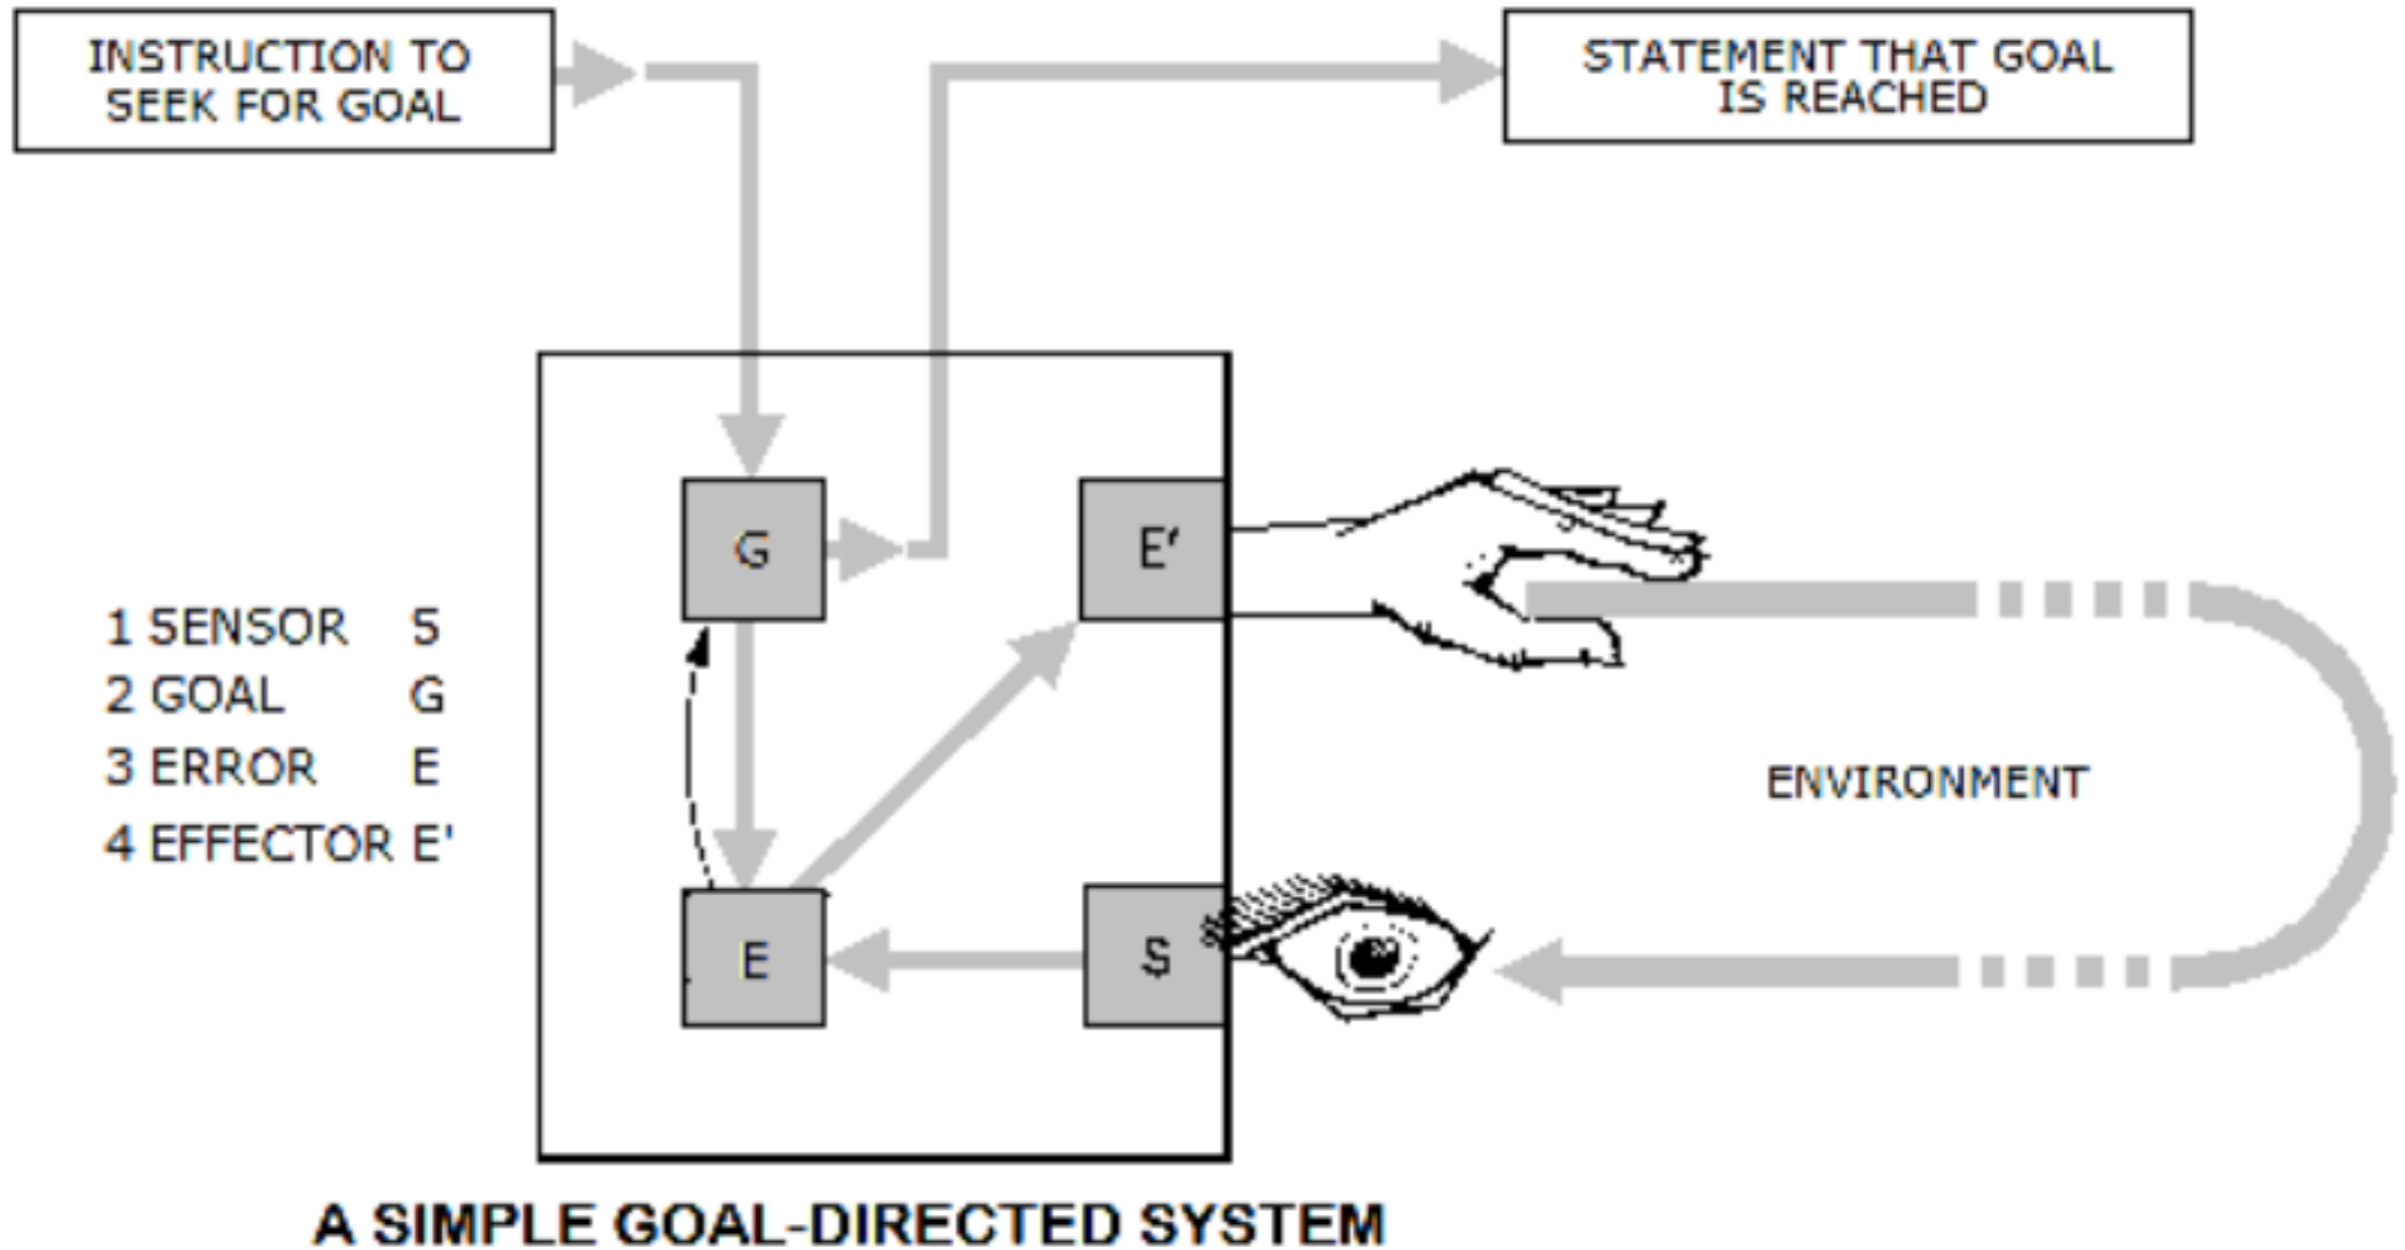 INSTRUCTION TO
SEEK FOR GOAL
STATEMENT THAT GOAL
IS REACHED
G
E'
1 SENSOR S
2 GOAL G
3 ERROR E
4 EFFECTOR E'
ENVIRONMENT
E
S
A SIMPLE GOAL-DIRECTED SYSTEM